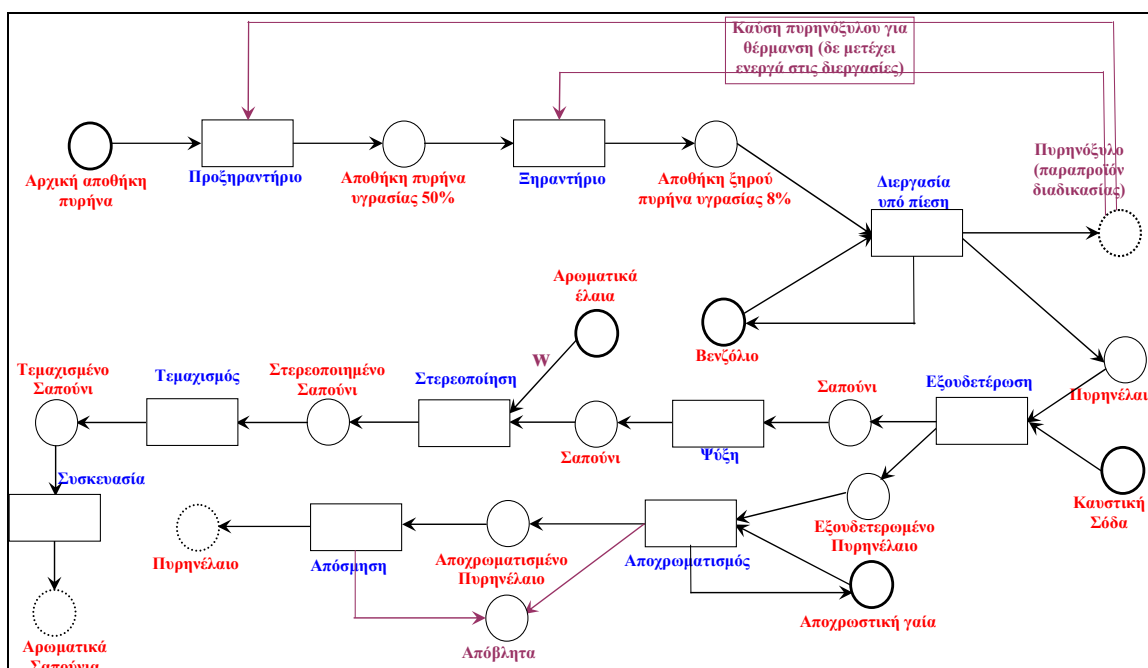 Καύση πυρηνόξυλου για
θέρμανση (δε μετέχει
ενεργά στις διεργασίες)
Αρχική αποθήκη
πυρήνα
Προξηραντήριο
Αποθήκη πυρήνα
υγρασίας 50%
Ξηραντήριο
Αποθήκη ξηρού
πυρήνα υγρασίας 8%
Διεργασία
υπό πίεση
Πυρηνόξυλο
(παραπροϊόν
διαδικασίας)
Αρωματικά
έλαια
W
Βενζόλιο
Τεμαχισμένο
Σαπούνι
Τεμαχισμός
Στερεοποιημένο
Σαπούνι
Στερεοποίηση
Σαπούνι
Ψύξη
Σαπούνι
Εξουδετέρωση
Πυρηνέλαι
Καυστική
Σόδα
Συσκευασία
Πυρηνέλαιο
Απόσμηση
Αποχρωματισμένο
Πυρηνέλαιο
Αποχρωματισμός
Εξουδετερωμένο
Πυρηνέλαιο
Αποχρωστική γαία
Απόβλητα
Αρωματικά
Σαπούνια